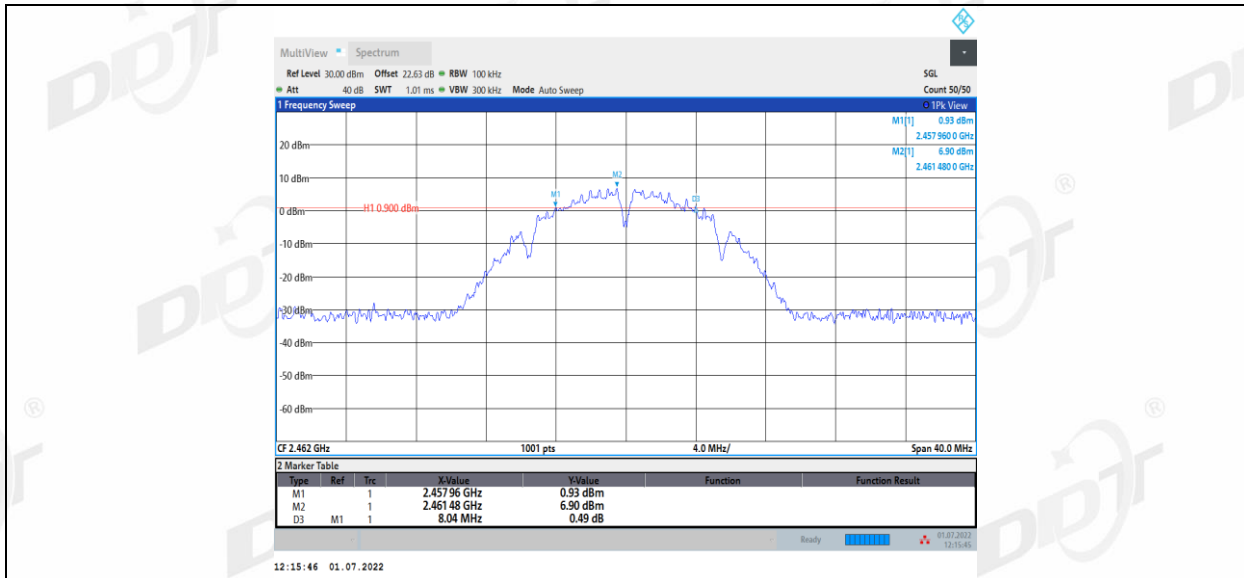 MultiView Spectrum
Ref Level 30.00 dBm Offset 22.63 dB RBW 100 kHz SGL
Att 40 dB SWT 1.01 ms VBW 300 kHz Mode Auto Sweep Count 50/50
1 Frequency Sweep 1Pk View
M1[1] 0.93 dBm
2.457 960 0 GHz
20 dBm
M2[1] 6.90 dBm
2.461 480 0 GHz
10 dBm
M2
M1
D3
0 dBm
H1 0.900 dBm
-10 dBm
-20 dBm
-30 dBm
-40 dBm
-50 dBm
-60 dBm
CF 2.462 GHz 1001 pts 4.0 MHz/ Span 40.0 MHz
2 Marker Table
Type Ref Trc X-Value Y-Value Function Function Result
M1 1 2.457 96 GHz 0.93 dBm
M2 1 2.461 48 GHz 6.90 dBm
D3 M1 1 8.04 MHz 0.49 dB
Ready 01.07.2022
12:15:45
12:15:46 01.07.2022
DDT
®